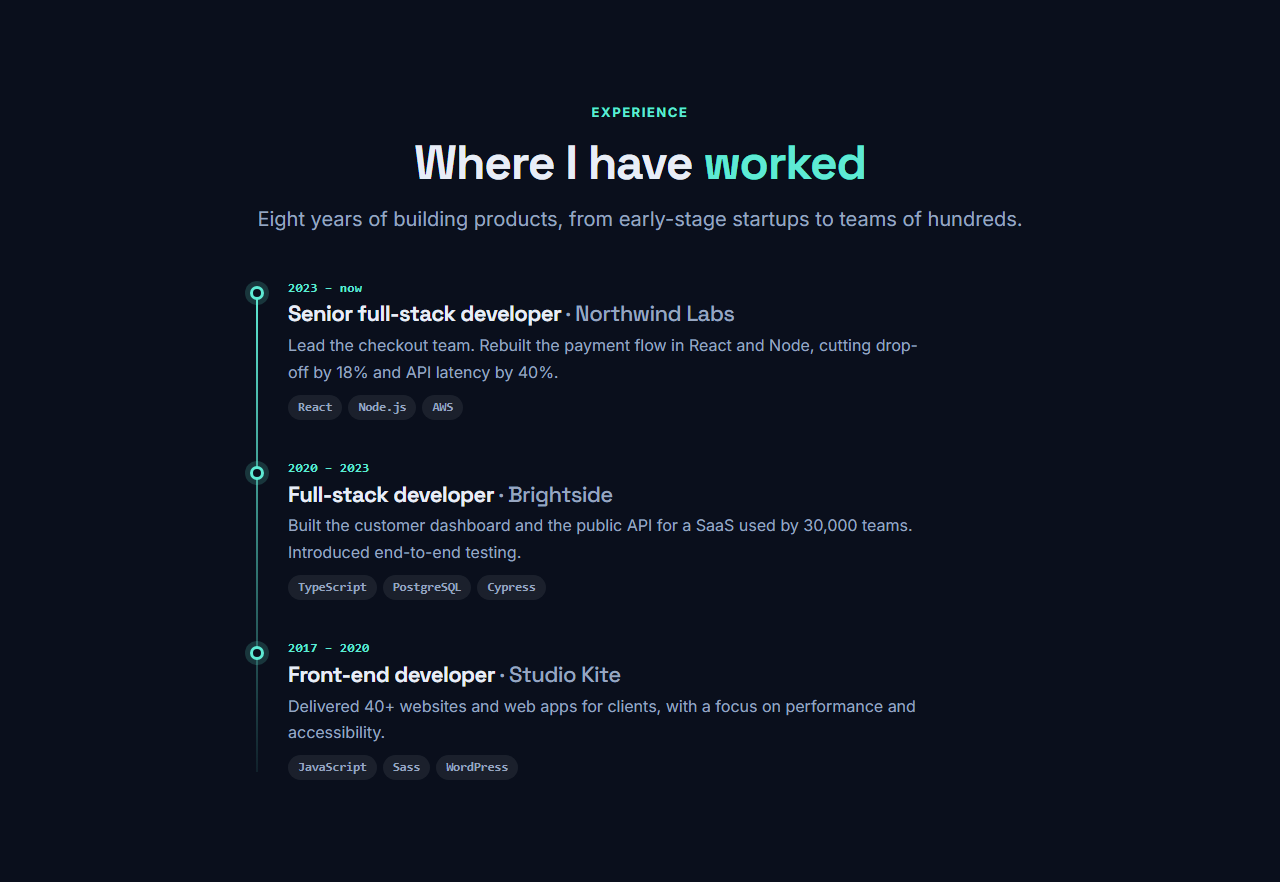 EXPERIENCE
Where I have worked
Eight years of building products, from early-stage startups to teams of hundreds.
2023 – now
Senior full-stack developer · Northwind Labs
Lead the checkout team. Rebuilt the payment flow in React and Node, cutting drop-
off by 18% and API latency by 40%.
React Node.js AWS
2020 – 2023
Full-stack developer · Brightside
Built the customer dashboard and the public API for a SaaS used by 30,000 teams.
Introduced end-to-end testing.
TypeScript PostgreSQL Cypress
2017 – 2020
Front-end developer · Studio Kite
Delivered 40+ websites and web apps for clients, with a focus on performance and
accessibility.
JavaScript Sass WordPress